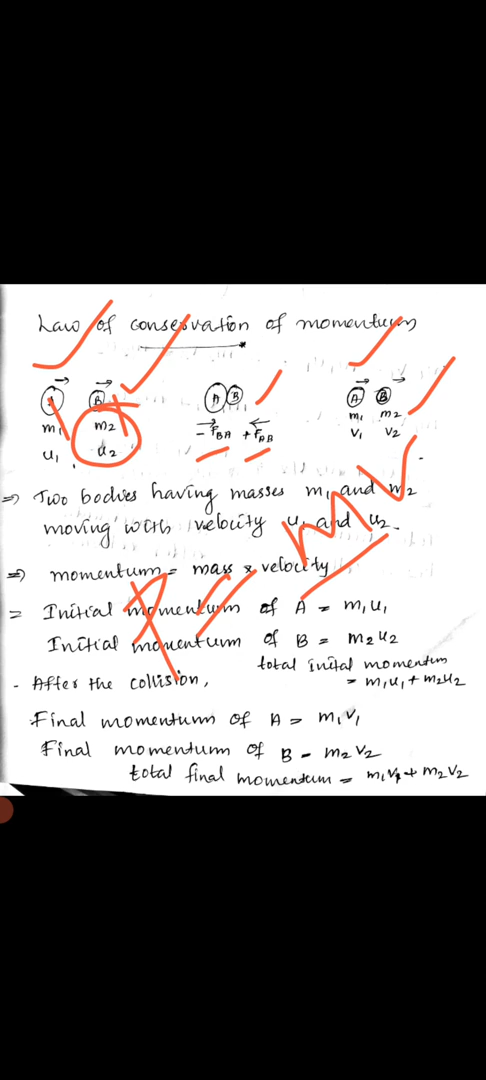 Law of conservation of momentum
A B A B A B
m1 m2 -FBA +FAB m1 m2
u1 u2 V1 V2
⇒ Two bodies having masses m1 and m2
moving with velocity u1 and u2.
⇒ momentum = mass x velocity
P = MV
= Initial momentum of A = m1u1
Initial momentum of B = m2u2
total inital momentum
- After the collision, = m1u1 + m2u2
Final momentum of A = m1V1
Final momentum of B = m2V2
total final momentum = m1V1 + m2V2